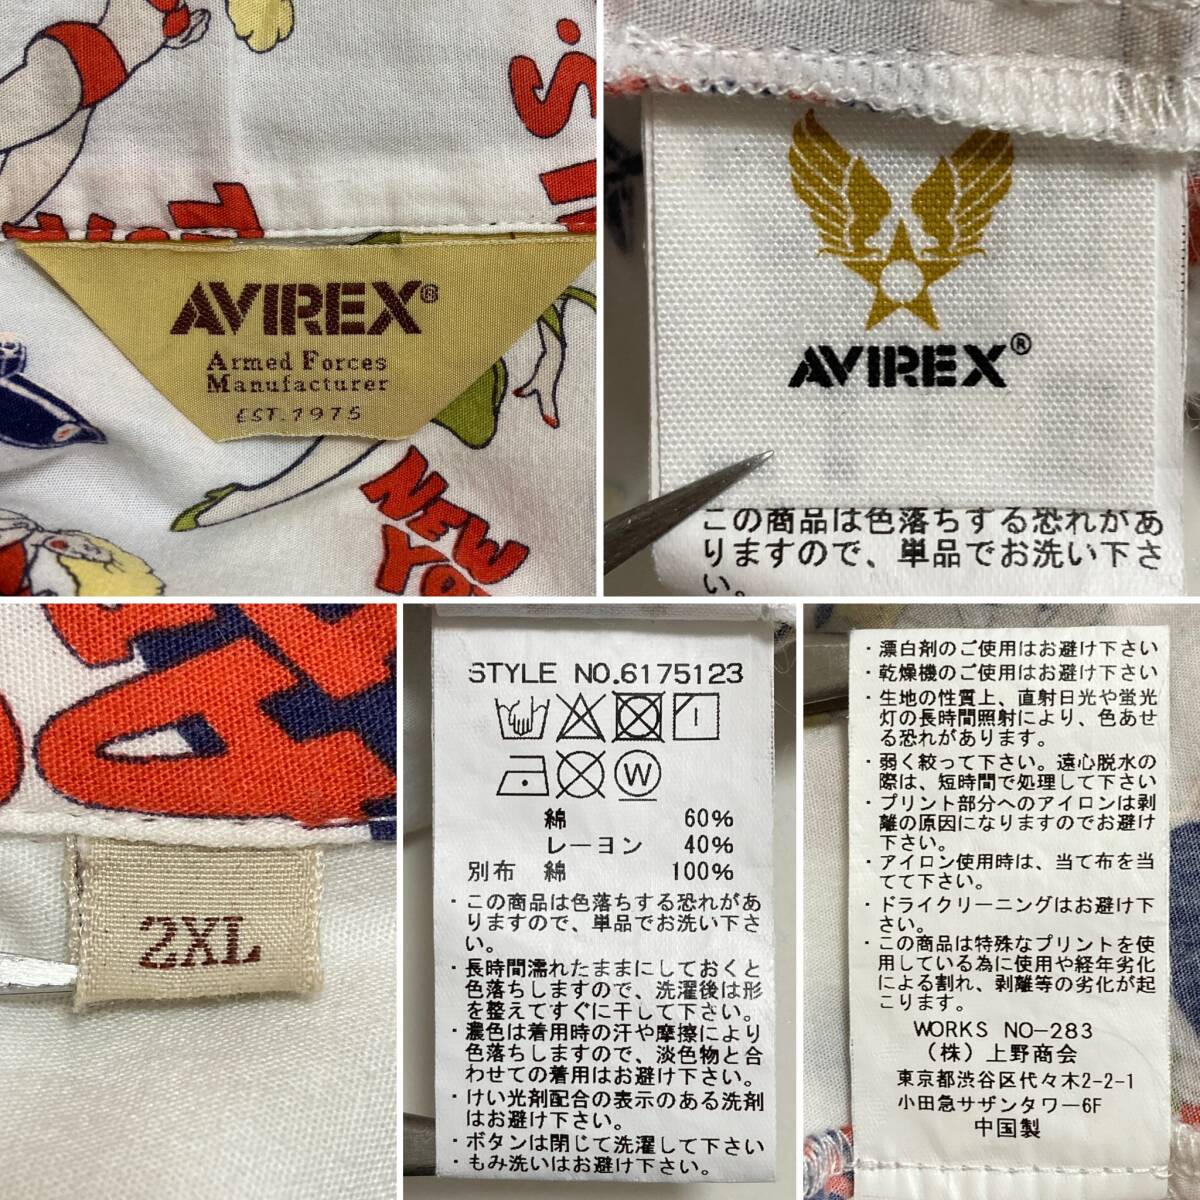 AVIREX®
Armed Forces
Manufacturer
EST.1975
NEW
AVIREX®
この商品は色落ちする恐れがあ
りますので、単品でお洗い下さ
い。
2XL
STYLE NO.6175123
W
綿 60%
レーヨン 40%
別布 綿 100%
・この商品は色落ちする恐れがあ
りますので、単品でお洗い下さ
い。
・長時間濡れたままにしておくと
色落ちしますので、洗濯後は形
を整えてすぐに干して下さい。
・濃色は着用時の汗や摩擦により
色落ちしますので、淡色物と合
わせての着用はお避け下さい。
・けい光剤配合の表示のある洗剤
はお避け下さい。
・ボタンは閉じて洗濯して下さい
・もみ洗いはお避け下さい。
・漂白剤のご使用はお避け下さい
・乾燥機のご使用はお避け下さい
・生地の性質上、直射日光や蛍光
灯の長時間照射により、色あせ
る恐れがあります。
・弱く絞って下さい。遠心脱水の
際は、短時間で処理して下さい
・プリント部分へのアイロンは剥
離の原因になりますのでお避け
下さい。
・アイロン使用時は、当て布を当
てて下さい。
・ドライクリーニングはお避け下
さい。
・この商品は特殊なプリントを使
用している為に使用や経年劣化
による割れ、剥離等の劣化が起
こります。
WORKS NO-283
(株)上野商会
東京都渋谷区代々木2-2-1
小田急サザンタワー6F
中国製